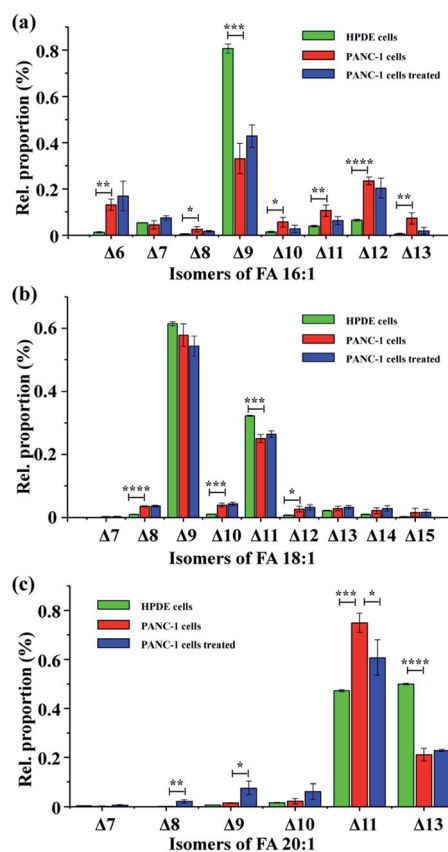 (a)
Rel. proportion (%)
0.8
0.6
0.4
0.2
0.0
HPDE cells
PANC-1 cells
PANC-1 cells treated
**
*
***
*
**
****
**
Δ6 Δ7 Δ8 Δ9 Δ10 Δ11 Δ12 Δ13
Isomers of FA 16:1
(b)
Rel. proportion (%)
0.6
0.4
0.2
0.0
HPDE cells
PANC-1 cells
PANC-1 cells treated
****
***
***
*
Δ7 Δ8 Δ9 Δ10 Δ11 Δ12 Δ13 Δ14 Δ15
Isomers of FA 18:1
(c)
Rel. proportion (%)
0.8
0.6
0.4
0.2
0.0
HPDE cells
PANC-1 cells
PANC-1 cells treated
**
*
***
*
****
Δ7 Δ8 Δ9 Δ10 Δ11 Δ13
Isomers of FA 20:1